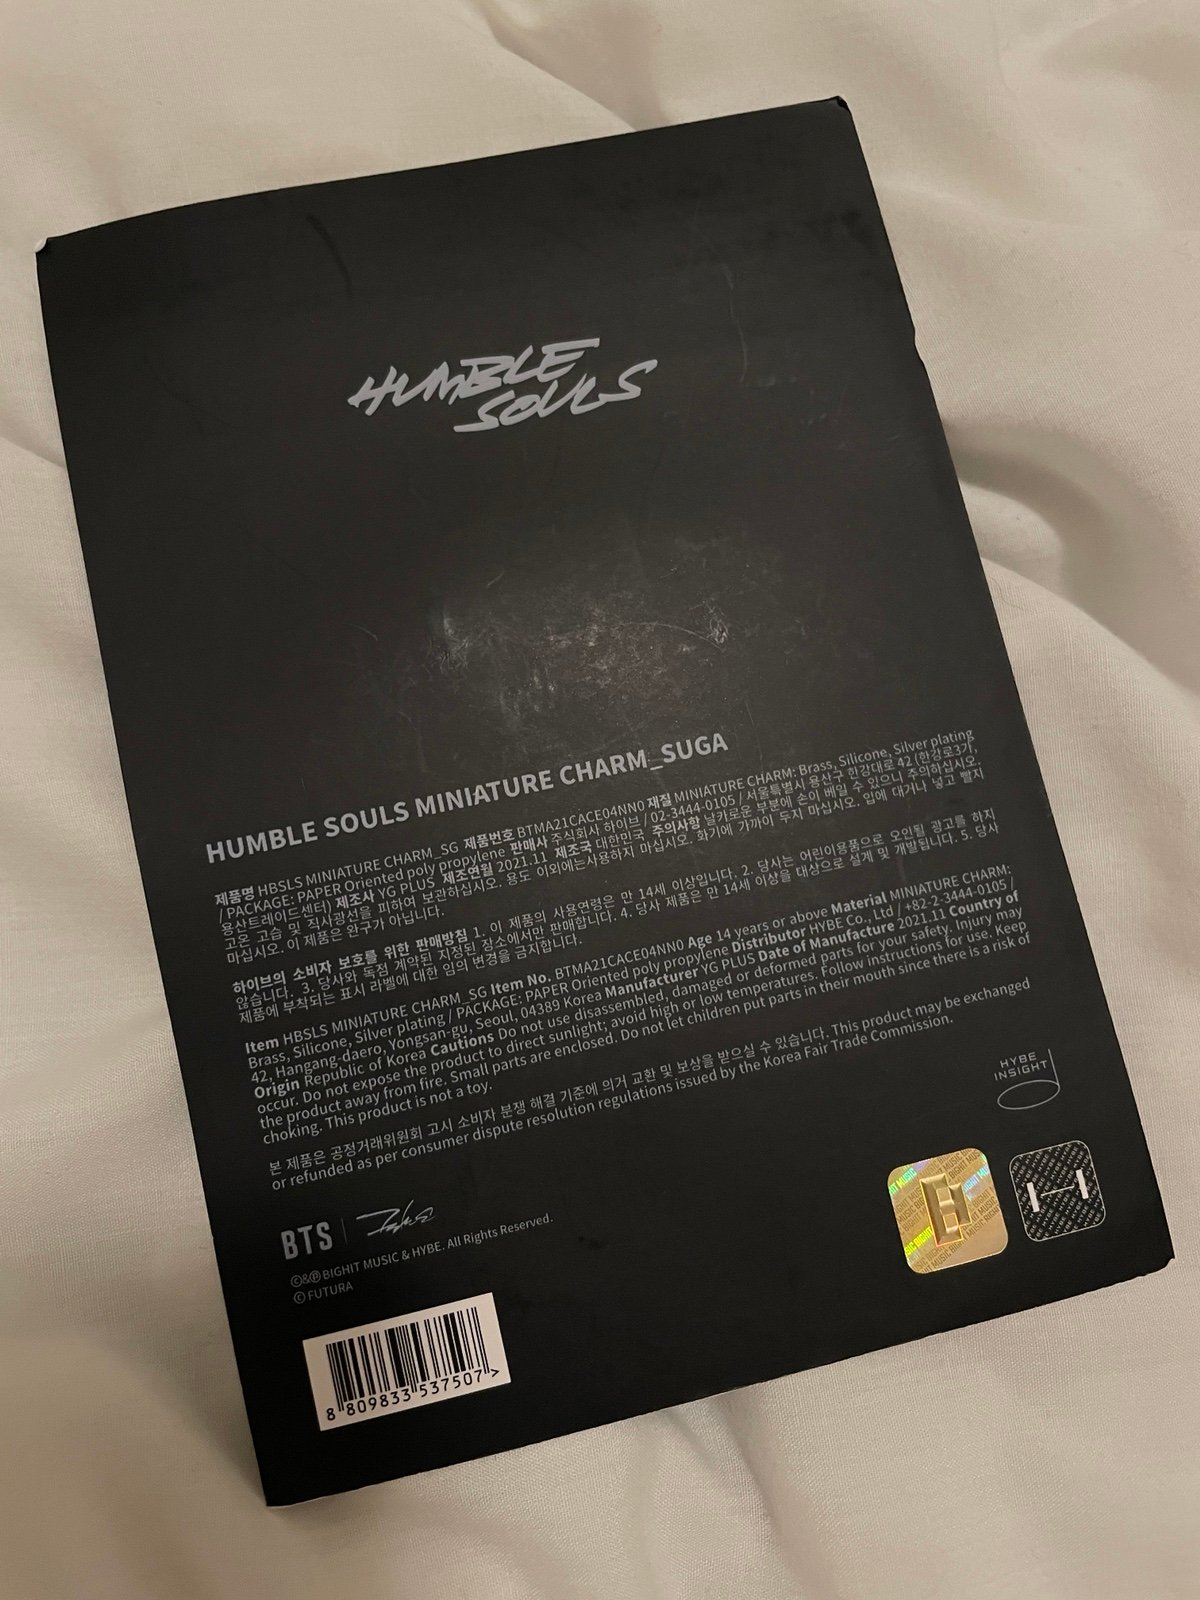 HUMBLE
SOULS
HUMBLE SOULS MINIATURE CHARM_SUGA
제품명 HBSLS MINIATURE CHARM_SG 제품번호 BTMA21CACE04NN0 재질 MINIATURE CHARM: Brass, Silicone, Silver plating
/ PACKAGE: PAPER Oriented poly propylene 판매사 주식회사 하이브 / 02-3444-0105 / 서울특별시 용산구 한강대로 42 (한강로3가,
용산트레이드센터) 제조사 YG PLUS 제조연월 2021.11 제조국 대한민국 주의사항 날카로운 부분에 손이 베일 수 있으니 주의하십시오.
고온 고습 및 직사광선을 피하여 보관하십시오. 용도 이외에는사용하지 마십시오. 화기에 가까이 두지 마십시오. 입에 대거나 넣고 빨지
마십시오. 이 제품은 완구가 아닙니다.
하이브의 소비자 보호를 위한 판매방침 1. 이 제품의 사용연령은 만 14세 이상입니다. 2. 당사는 어린이용품으로 오인될 광고를 하지
않습니다. 3. 당사와 독점 계약된 지정된 장소에서만 판매합니다. 4. 당사 제품은 만 14세 이상을 대상으로 설계 및 개발됩니다. 5. 당사
제품에 부착되는 표시 라벨에 대한 임의 변경을 금지합니다.
Item HBSLS MINIATURE CHARM_SG Item No. BTMA21CACE04NN0 Age 14 years or above Material MINIATURE CHARM:
Brass, Silicone, Silver plating / PACKAGE: PAPER Oriented poly propylene Distributor HYBE Co., Ltd / +82-2-344-0105 /
42, Hangang-daero, Yongsan-gu, Seoul, 04389 Korea Manufacturer YG PLUS Date of Manufacture 2021.11 Country of
Origin Republic of Korea Cautions Do not use disassembled, damaged or deformed parts for your safety. Injury may
occur. Do not expose the product to direct sunlight; avoid high or low temperatures. Follow instructions for use. Keep
the product away from fire. Small parts are enclosed. Do not let children put parts in their mouth since there is a risk of
choking. This product is not a toy.
본 제품은 공정거래위원회 고시 소비자 분쟁 해결 기준에 의거 교환 및 보상을 받으실 수 있습니다. This product may be exchanged
or refunded as per consumer dispute resolution regulations issued by the Korea Fair Trade Commission.
HYBE
INSIGHT
BTS
©&℗ BIGHIT MUSIC & HYBE. All Rights Reserved.
© FUTURA
BIGHIT MUSIC
8 809833 537507 >